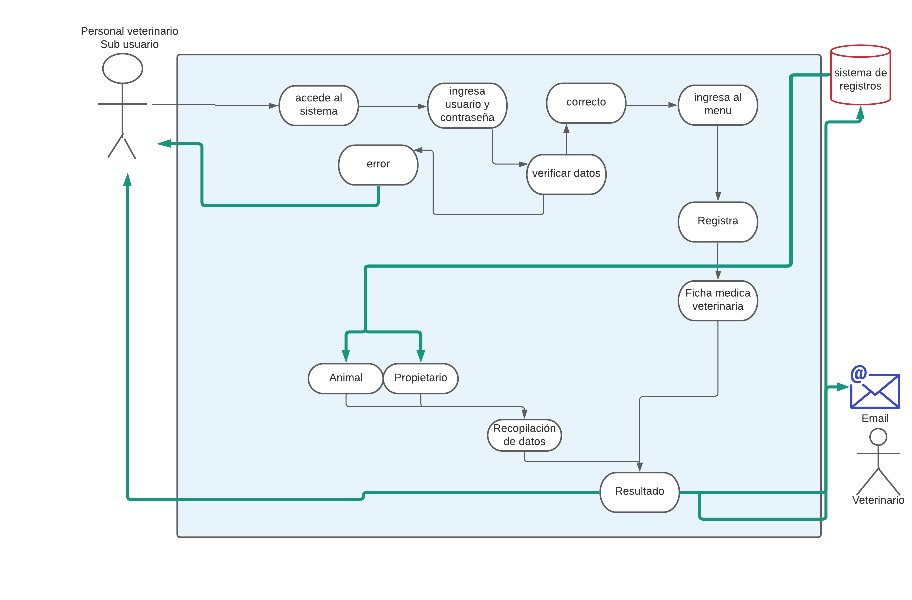 Personal veterinario
Sub usuario
accede al
sistema
ingresa
usuario y
contraseña
correcto
ingresa al
menu
sistema de
registros
error
verificar datos
Registra
Ficha medica
veterinaria
Animal
Propietario
Recopilación
de datos
Resultado
@
Email
Veterinario